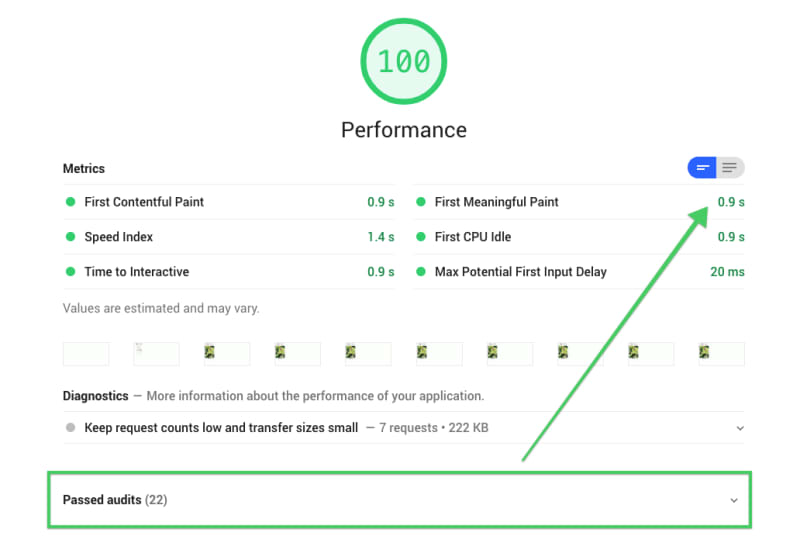 100
Performance
Metrics
First Contentful Paint 0.9 s
First Meaningful Paint 0.9 s
Speed Index 1.4 s
First CPU Idle 0.9 s
Time to Interactive 0.9 s
Max Potential First Input Delay 20 ms
Values are estimated and may vary.
Diagnostics — More information about the performance of your application.
Keep request counts low and transfer sizes small — 7 requests • 222 KB
Passed audits (22)